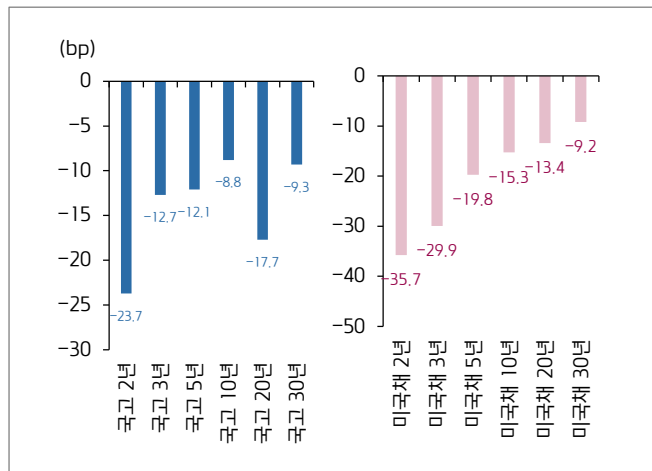 (bp)
0
-5
-10
-15
-20
-25
-30
-23.7
-12.7
-12.1
-8.8
-17.7
-9.3
국고 2년
국고 3년
국고 5년
국고 10년
국고 20년
국고 30년
0
-10
-20
-30
-40
-50
-35.7
-29.9
-19.8
-15.3
-13.4
-9.2
미국채 2년
미국채 3년
미국채 5년
미국채 10년
미국채 20년
미국채 30년